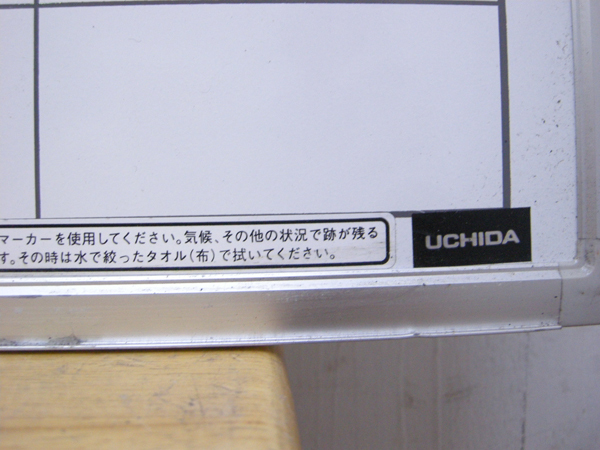 マーカーを使用してください。気候、その他の状況で跡が残る
す。その時は水で絞ったタオル(布)で拭いてください。
UCHIDA